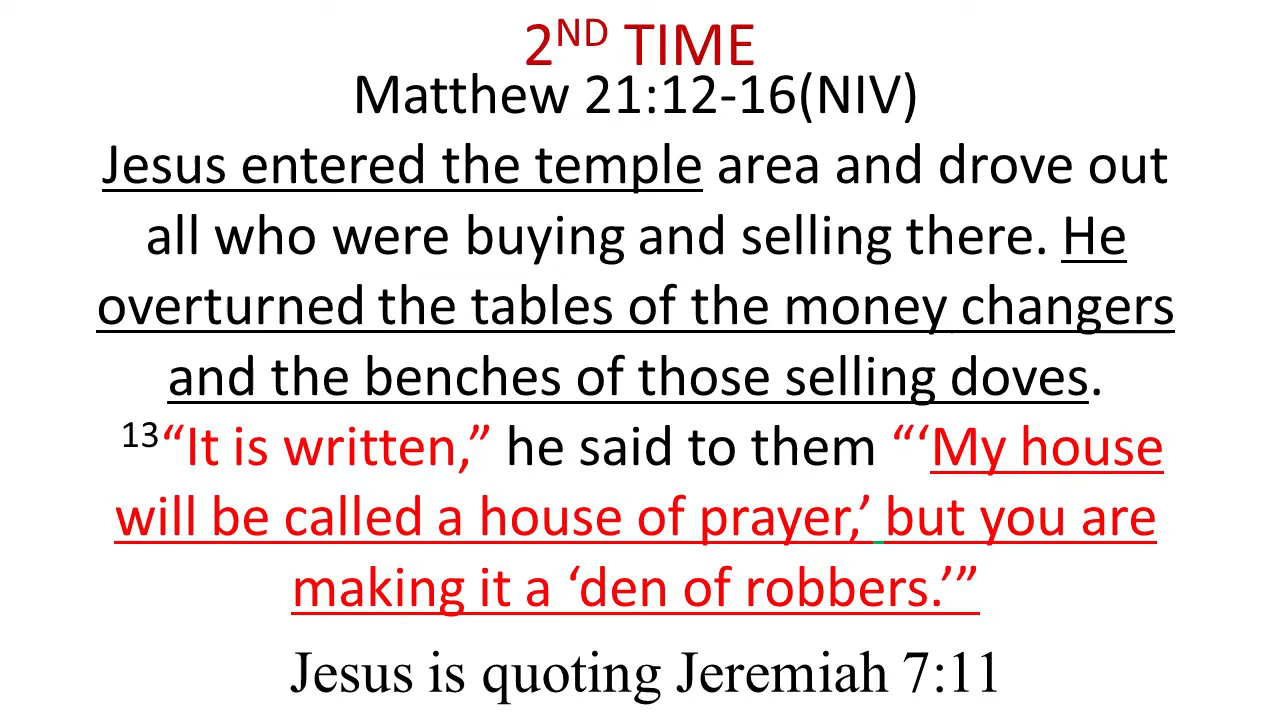 2ND TIME
Matthew 21:12-16(NIV)
Jesus entered the temple area and drove out
all who were buying and selling there. He
overturned the tables of the money changers
and the benches of those selling doves.
13“It is written,” he said to them “‘My house
will be called a house of prayer,’ but you are
making it a ‘den of robbers.’”
Jesus is quoting Jeremiah 7:11